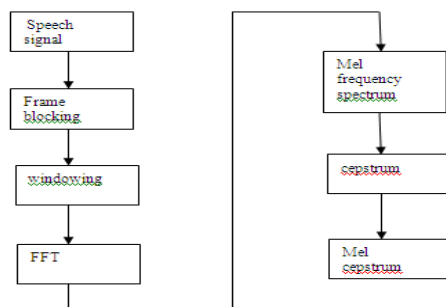 Speech
signal
Frame
blocking
windowing
FFT
Mel
frequency
spectrum
cepstrum
Mel
cepstrum